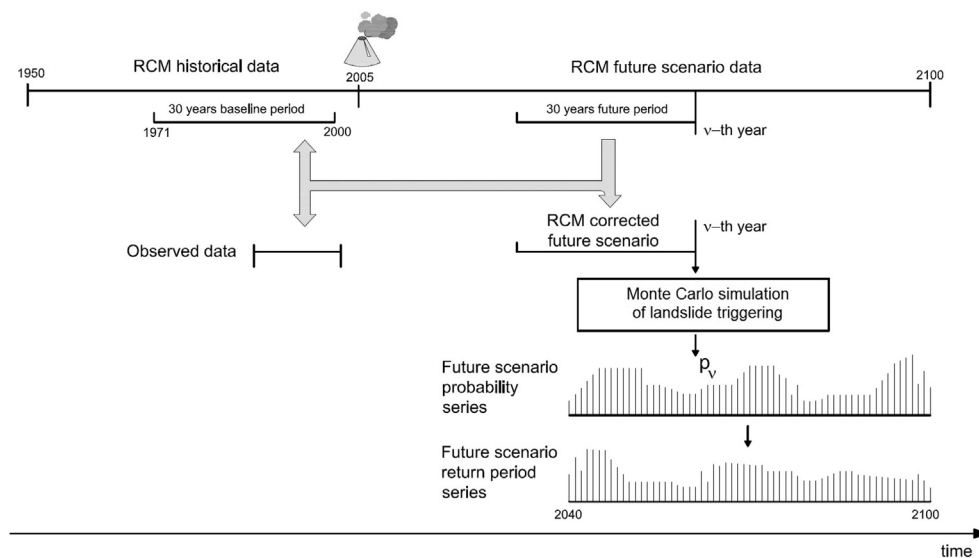 RCM historical data
RCM future scenario data
1950
2005
2100
30 years baseline period
30 years future period
1971
2000
ν–th year
RCM corrected
future scenario
ν–th year
Observed data
Monte Carlo simulation
of landslide triggering
pν
Future scenario
probability
series
Future scenario
return period
series
2040
2100
time